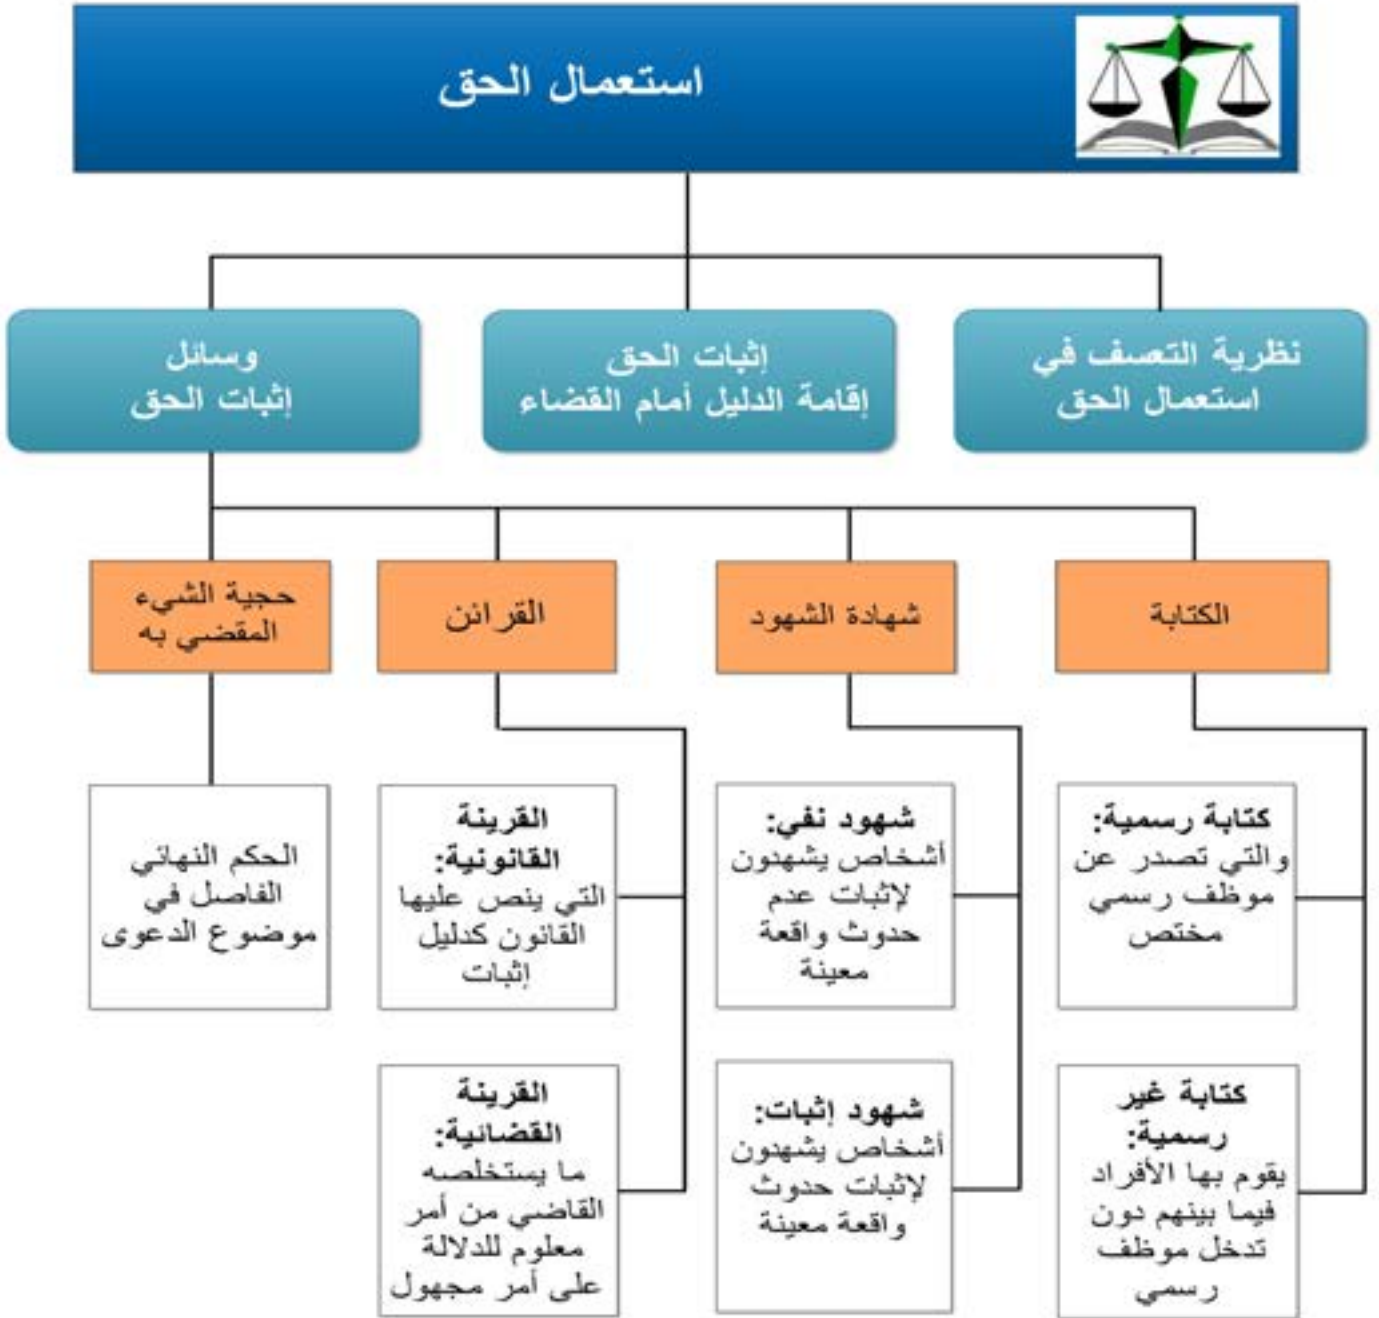 استعمال الحق
نظرية التعسف في
استعمال الحق
إثبات الحق
إقامة الدليل أمام القضاء
وسائل
إثبات الحق
الكتابة
شهادة الشهود
القرائن
حجية الشيء
المقضي به
كتابة رسمية:
والتي تصدر عن
موظف رسمي
مختص
شهود نفي:
أشخاص يشهدون
لإثبات عدم
حدوث واقعة
معينة
القرينة
القانونية:
التي ينص عليها
القانون كدليل
إثبات
الحكم النهائي
الفاصل في
موضوع الدعوى
كتابة غير
رسمية:
يقوم بها الأفراد
فيما بينهم دون
تدخل موظف
رسمي
شهود إثبات:
أشخاص يشهدون
لإثبات حدوث
واقعة معينة
القرينة
القضائية:
ما يستخلصه
القاضي من أمر
معلوم للدلالة
على أمر مجهول